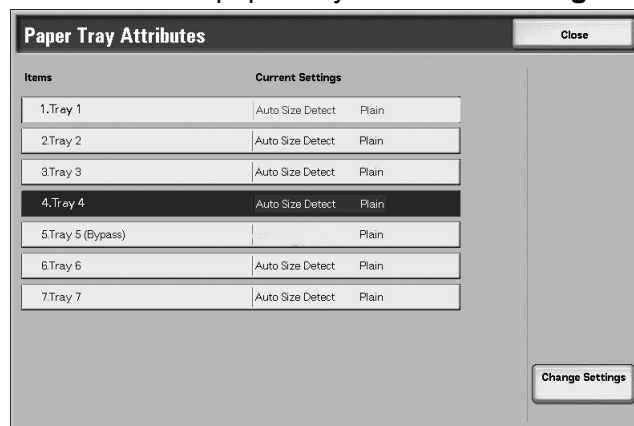 Paper Tray Attributes Close
Items Current Settings
1.Tray 1 Auto Size Detect Plain
2.Tray 2 Auto Size Detect Plain
3.Tray 3 Auto Size Detect Plain
4.Tray 4 Auto Size Detect Plain
5.Tray 5 (Bypass) Plain
6.Tray 6 Auto Size Detect Plain
7.Tray 7 Auto Size Detect Plain
Change Settings